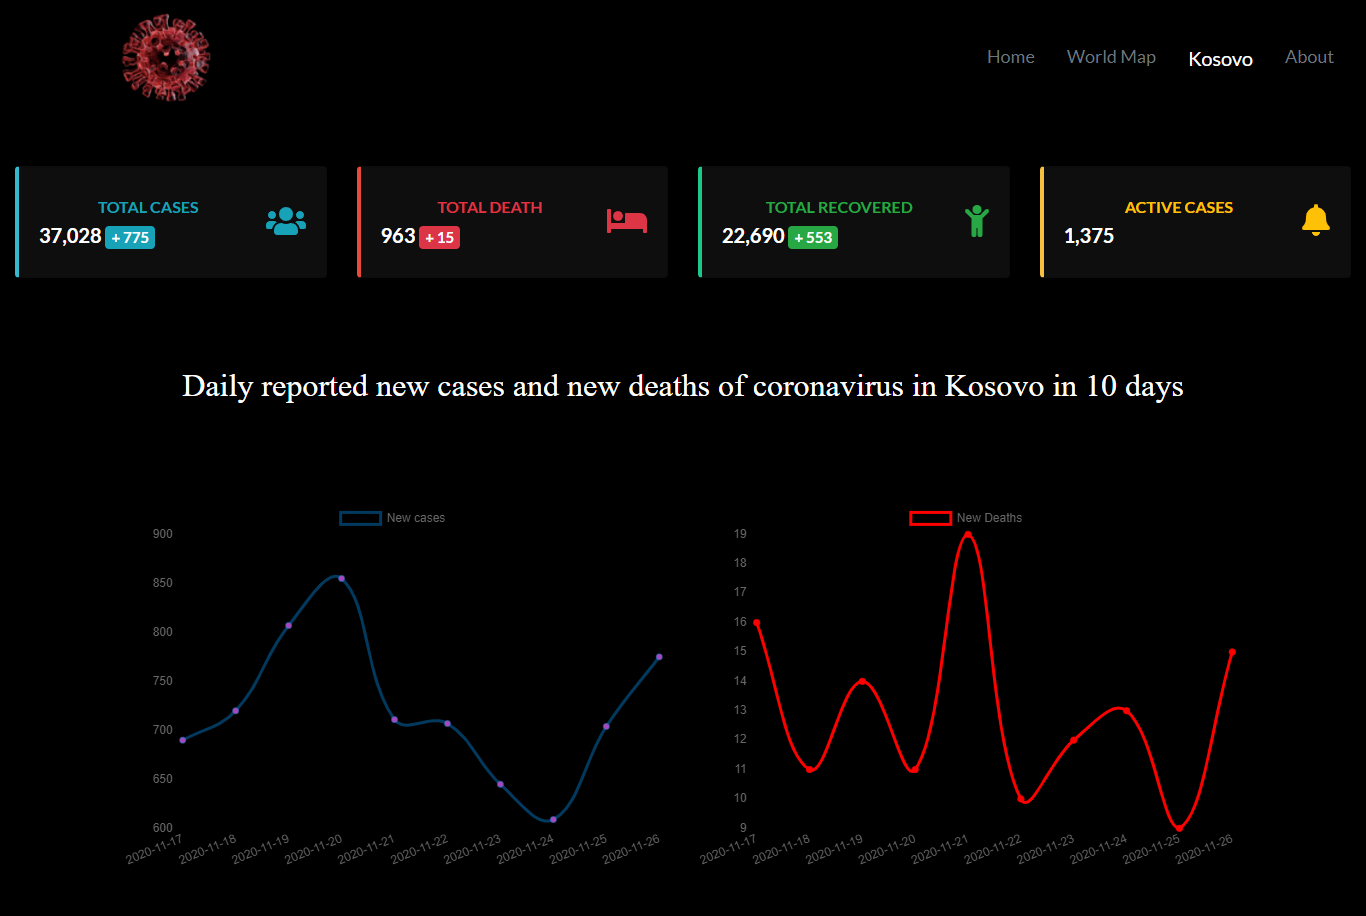 Home World Map Kosovo About
TOTAL CASES
37,028 + 775
TOTAL DEATH
963 + 15
TOTAL RECOVERED
22,690 + 553
ACTIVE CASES
1,375
Daily reported new cases and new deaths of coronavirus in Kosovo in 10 days
New cases
900
850
800
750
700
650
600
2020-11-17 2020-11-18 2020-11-19 2020-11-20 2020-11-21 2020-11-22 2020-11-23 2020-11-24 2020-11-25 2020-11-26
New Deaths
19
18
17
16
15
14
13
12
11
10
9
2020-11-17 2020-11-18 2020-11-19 2020-11-20 2020-11-21 2020-11-22 2020-11-23 2020-11-24 2020-11-25 2020-11-26